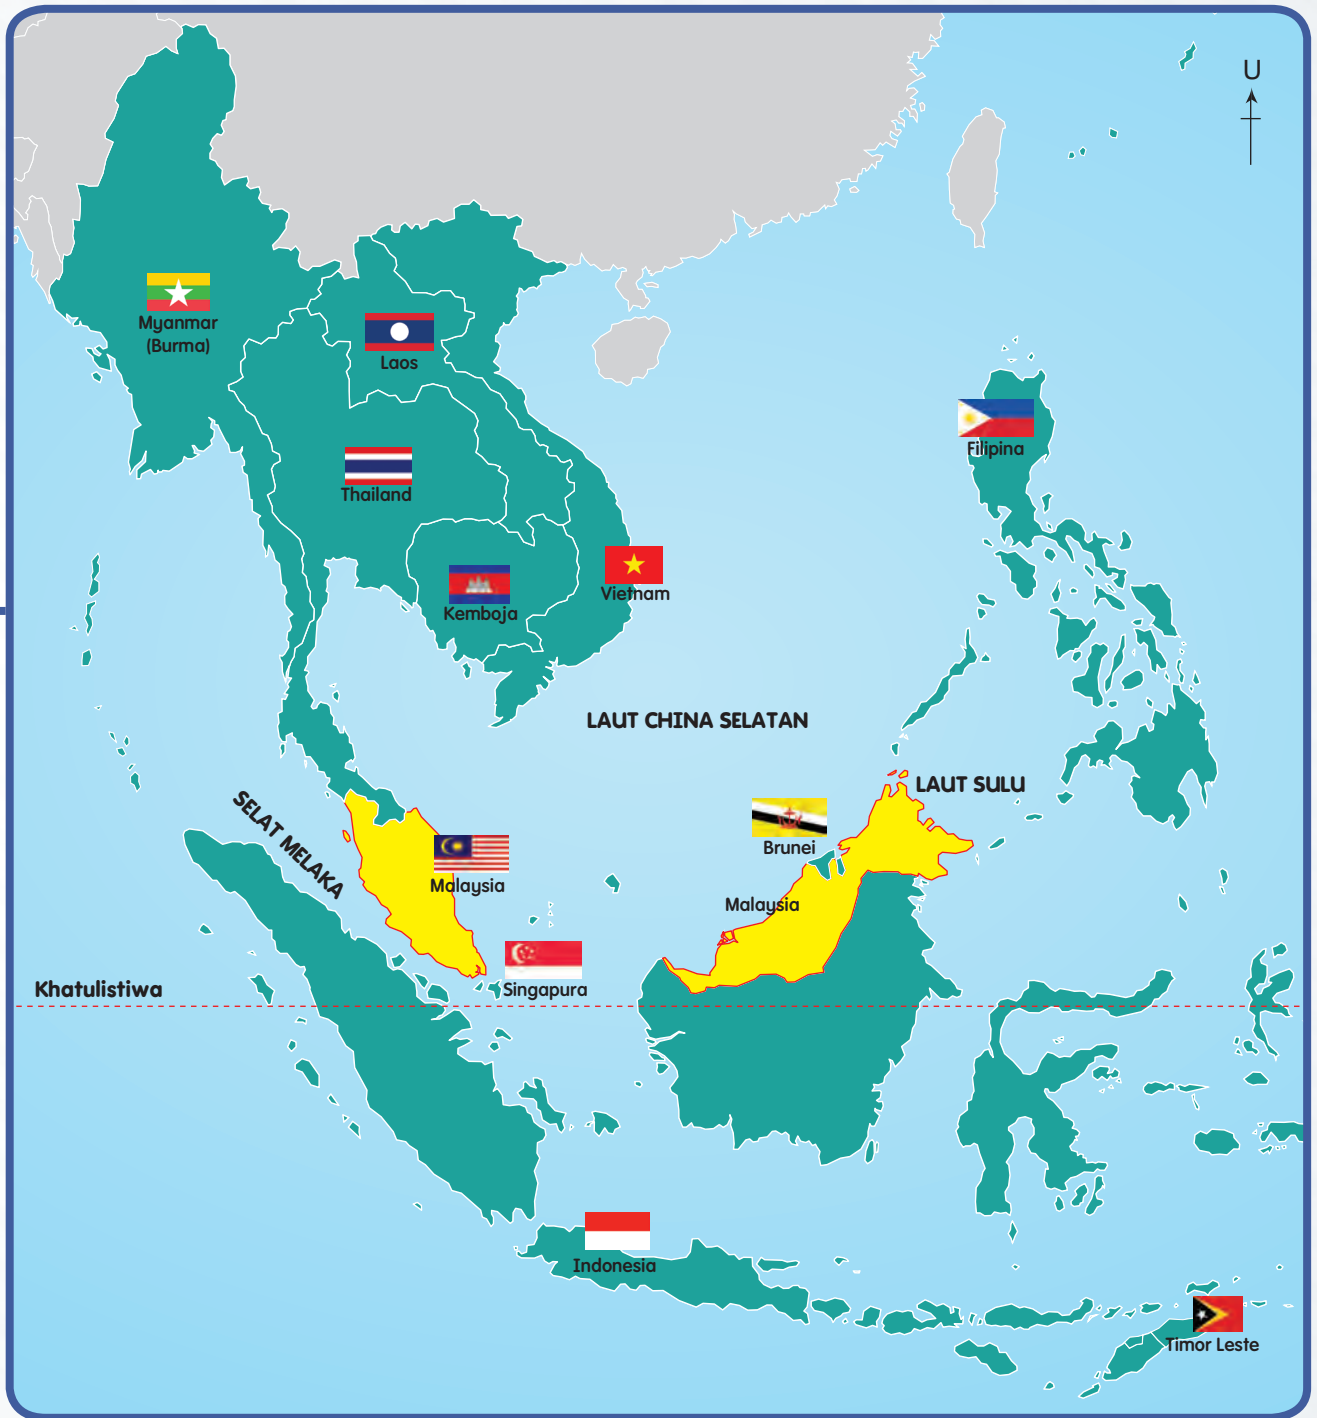 U
Myanmar
(Burma)
Laos
Filipina
Thailand
Vietnam
Kemboja
LAUT CHINA SELATAN
LAUT SULU
SELAT MELAKA
Brunei
Malaysia
Malaysia
Singapura
Khatulistiwa
Indonesia
Timor Leste